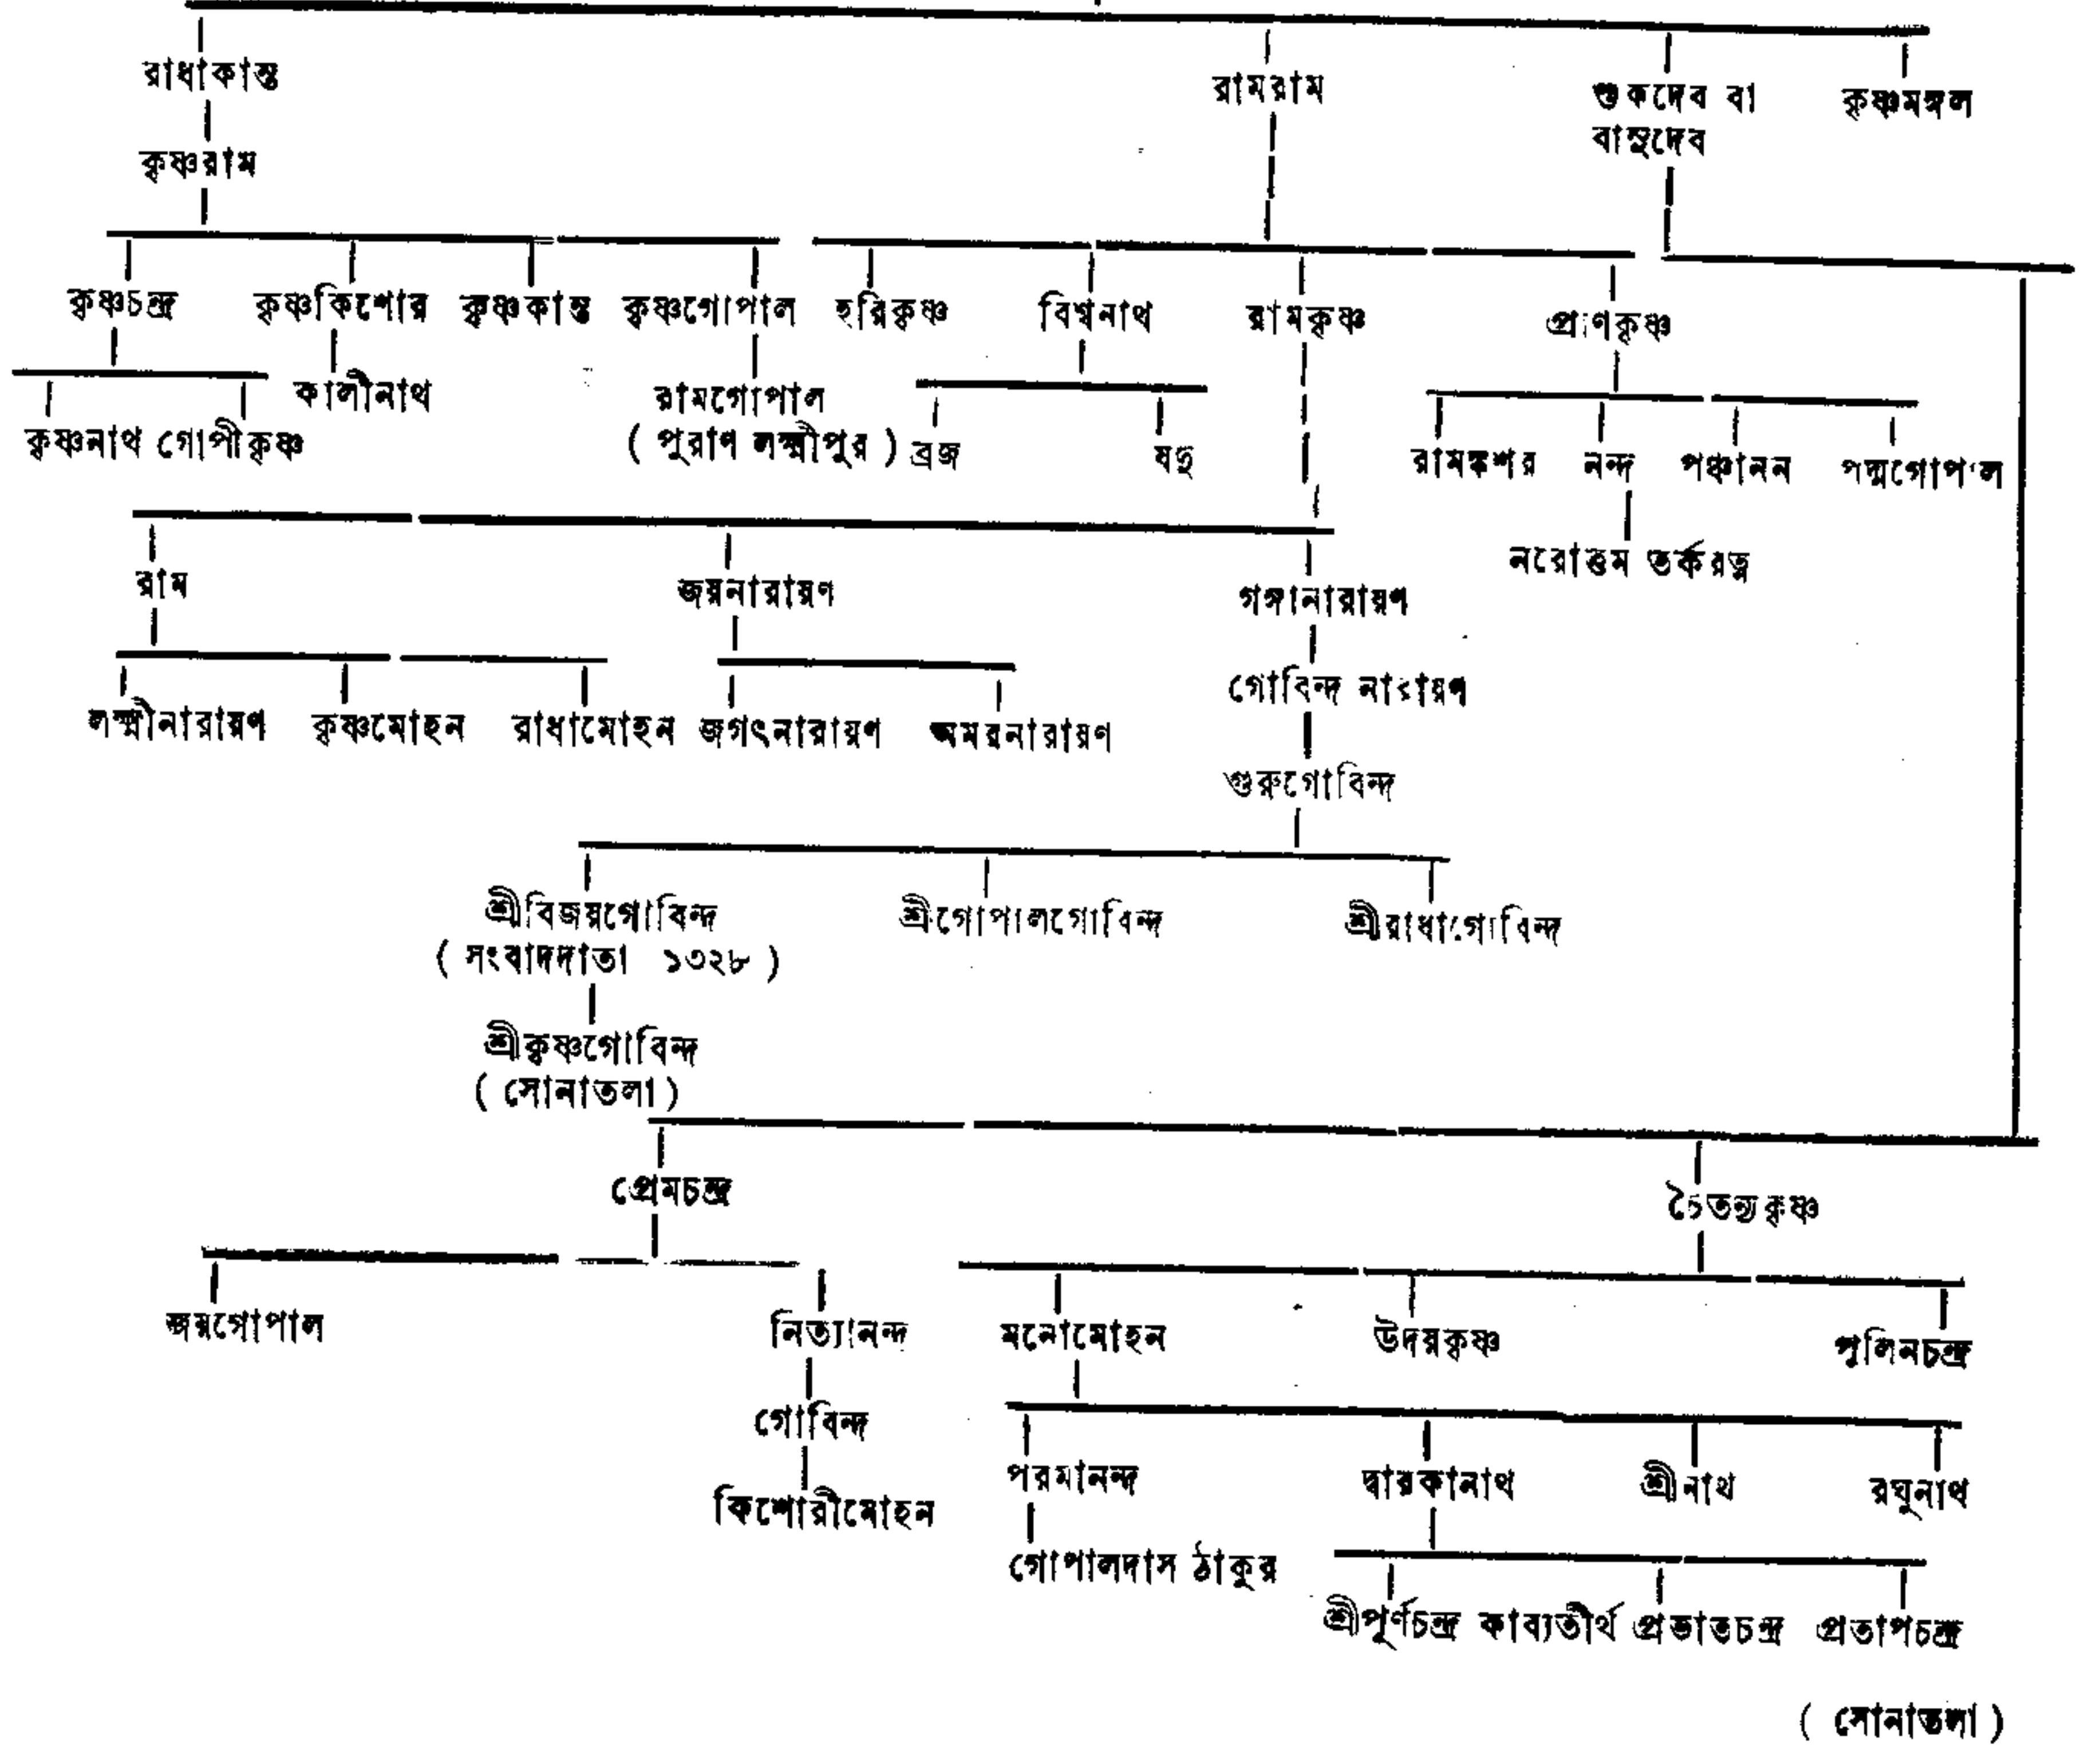 রাধাকান্ত রামরাম শুকদেব বা কৃষ্ণমঙ্গল
বাসুদেব
কৃষ্ণরাম
কৃষ্ণচন্দ্র কৃষ্ণকিশোর কৃষ্ণকান্ত কৃষ্ণগোপাল হরিকৃষ্ণ বিশ্বনাথ রামকৃষ্ণ প্রাণকৃষ্ণ
কালীনাথ রামগোপাল
কৃষ্ণনাথ গোপীকৃষ্ণ ( পুরাণ লক্ষ্মীপুর ) ব্রজ নন্দ পঞ্চানন পদ্মগোপাল
নরোত্তম তর্করত্ন
রাম জয়নারায়ণ গঙ্গানারায়ণ
গোবিন্দ নারায়ণ
লক্ষ্মীনারায়ণ কৃষ্ণমোহন রাধামোহন জগৎনারায়ণ অমরনারায়ণ
গুরুগোবিন্দ
শ্রীবিজয়গোবিন্দ শ্রীগোপালগোবিন্দ শ্রীরাধাগোবিন্দ
( সংবাদদাতা ১৩২৮ )
শ্রীকৃষ্ণগোবিন্দ
( সোনাতলা )
প্রেমচন্দ্র চৈতন্যকৃষ্ণ
জয়গোপাল নিত্যানন্দ মনোমোহন উদয়কৃষ্ণ পুলিনচন্দ্র
গোবিন্দ
পরমানন্দ দ্বারকানাথ শ্রীনাথ রঘুনাথ
কিশোরীমোহন
গোপালদাস ঠাকুর
শ্রীপূর্ণচন্দ্র কাব্যতীর্থ প্রভাতচন্দ্র প্রতাপচন্দ্র
( সোনাতলা )